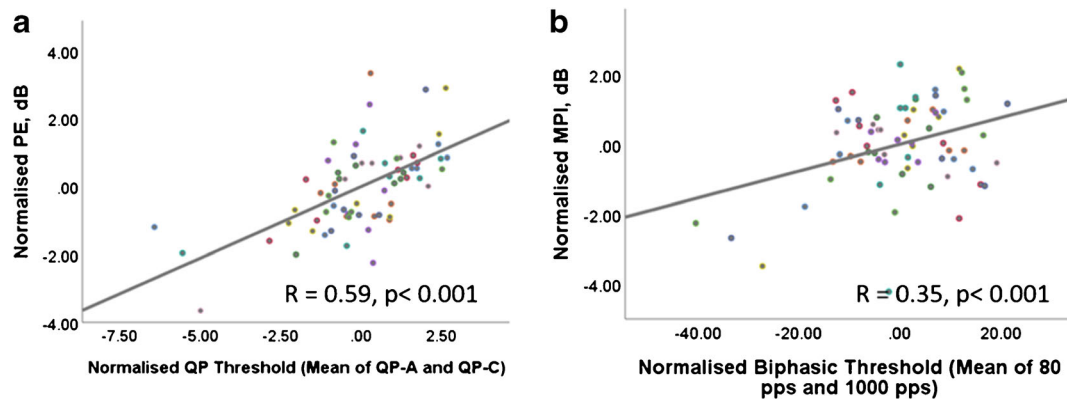 a
4.00
2.00
.00
-2.00
-4.00
Normalised PE, dB
R = 0.59, p< 0.001
-7.50 -5.00 -2.50 .00 2.50
Normalised QP Threshold (Mean of QP-A and QP-C)
b
2.00
.00
-2.00
-4.00
Normalised MPI, dB
R = 0.35, p< 0.001
-40.00 -20.00 .00 20.00
Normalised Biphasic Threshold (Mean of 80
pps and 1000 pps)